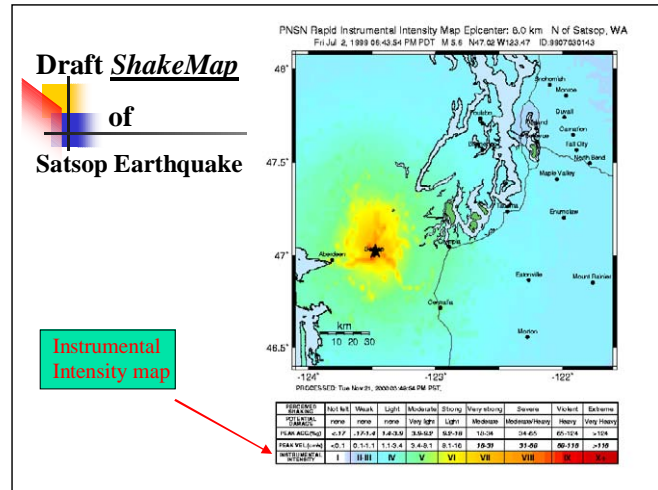 Draft ShakeMap
of
Satsop Earthquake
Instrumental
Intensity map
PNSN Rapid Instrumental Intensity Map Epicenter: 8.0 km N of Satsop, WA
Fri Jul 2, 1999 06:43:54 PM PDT M 5.6 N47.02 W123.47 ID:9907030143
48˚
47.5˚
47˚
46.5˚
Snohomish
Monroe
Duvall
Carnation
Fall City
North Bend
Maple Valley
Enumclaw
Aberdeen
Eatonville
Mount Rainier
Centralia
Morton
km
0 10 20 30
-124˚ -123˚ -122˚
PROCESSED: Tue Nov 21, 2000 03:49:54 PM PST,
PERCEIVED SHAKING Not felt Weak Light Moderate Strong Very strong Severe Violent Extreme
POTENTIAL DAMAGE none none none Very light Light Moderate Moderate/Heavy Heavy Very Heavy
PEAK ACC.(%g) <.17 .17-1.4 1.4-3.9 3.9-9.2 9.2-18 18-34 34-65 65-124 >124
PEAK VEL.(cm/s) <0.1 0.1-1.1 1.1-3.4 3.4-8.1 8.1-16 16-31 31-60 60-116 >116
INSTRUMENTAL INTENSITY I II-III IV V VI VII VIII IX X+